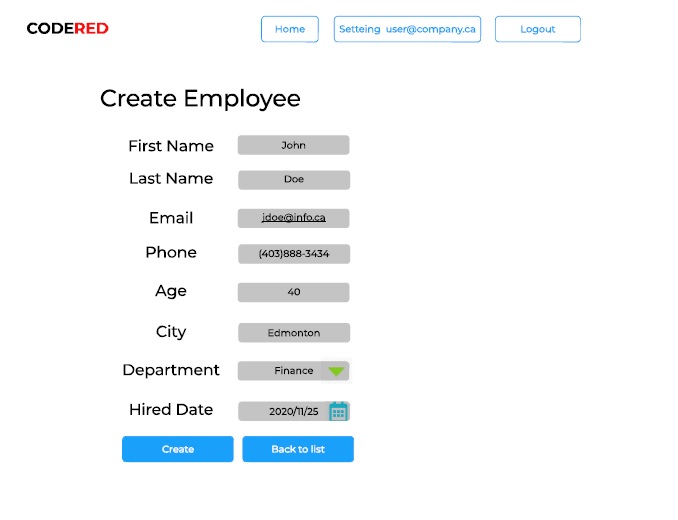 CODERED
Home
Setteing user@company.ca
Logout
Create Employee
First Name John
Last Name Doe
Email jdoe@info.ca
Phone (403)888-3434
Age 40
City Edmonton
Department Finance
Hired Date 2020/11/25
Create
Back to list